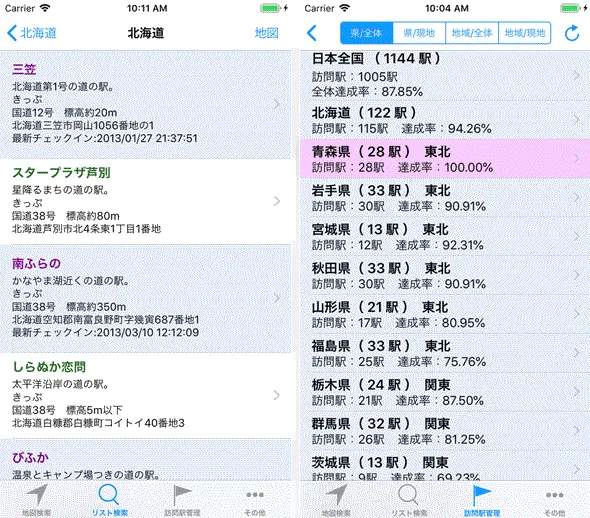 Carrier 10:11 AM
北海道 北海道 地図
三笠
北海道第1号の道の駅。
きっぷ
国道12号 標高約20m
北海道三笠市岡山1056番地の1
最新チェックイン:2013/01/27 21:37:51
スタープラザ芦別
星降るまちの道の駅。
きっぷ
国道38号 標高約80m
北海道芦別市北4条東1丁目1番地
南ふらの
かなやま湖近くの道の駅。
きっぷ
国道38号 標高約350m
北海道空知郡南富良野町字幾寅687番地1
最新チェックイン:2013/03/10 12:12:09
しらぬか恋問
太平洋沿岸の道の駅。
きっぷ
国道38号 標高5m以下
北海道白糠郡白糠町コイトイ40番地3
びふか
温泉とキャンプ場つきの道の駅。
地図検索 リスト検索 訪問駅管理 その他
Carrier 10:04 AM
県/全体 県/現地 地域/全体 地域/現地
日本全国 ( 1144 駅 )
訪問駅：1005駅
全体達成率：87.85%
北海道 ( 122 駅 )
訪問駅：115駅 達成率：94.26%
青森県 ( 28 駅 ) 東北
訪問駅：28駅 達成率：100.00%
岩手県 ( 33 駅 ) 東北
訪問駅：30駅 達成率：90.91%
宮城県 ( 13 駅 ) 東北
訪問駅：12駅 達成率：92.31%
秋田県 ( 33 駅 ) 東北
訪問駅：30駅 達成率：90.91%
山形県 ( 21 駅 ) 東北
訪問駅：17駅 達成率：80.95%
福島県 ( 33 駅 ) 東北
訪問駅：25駅 達成率：75.76%
栃木県 ( 24 駅 ) 関東
訪問駅：21駅 達成率：87.50%
群馬県 ( 32 駅 ) 関東
訪問駅：26駅 達成率：81.25%
茨城県 ( 13 駅 ) 関東
訪問駅：9駅 達成率：69.23%
地図検索 リスト検索 訪問駅管理 その他